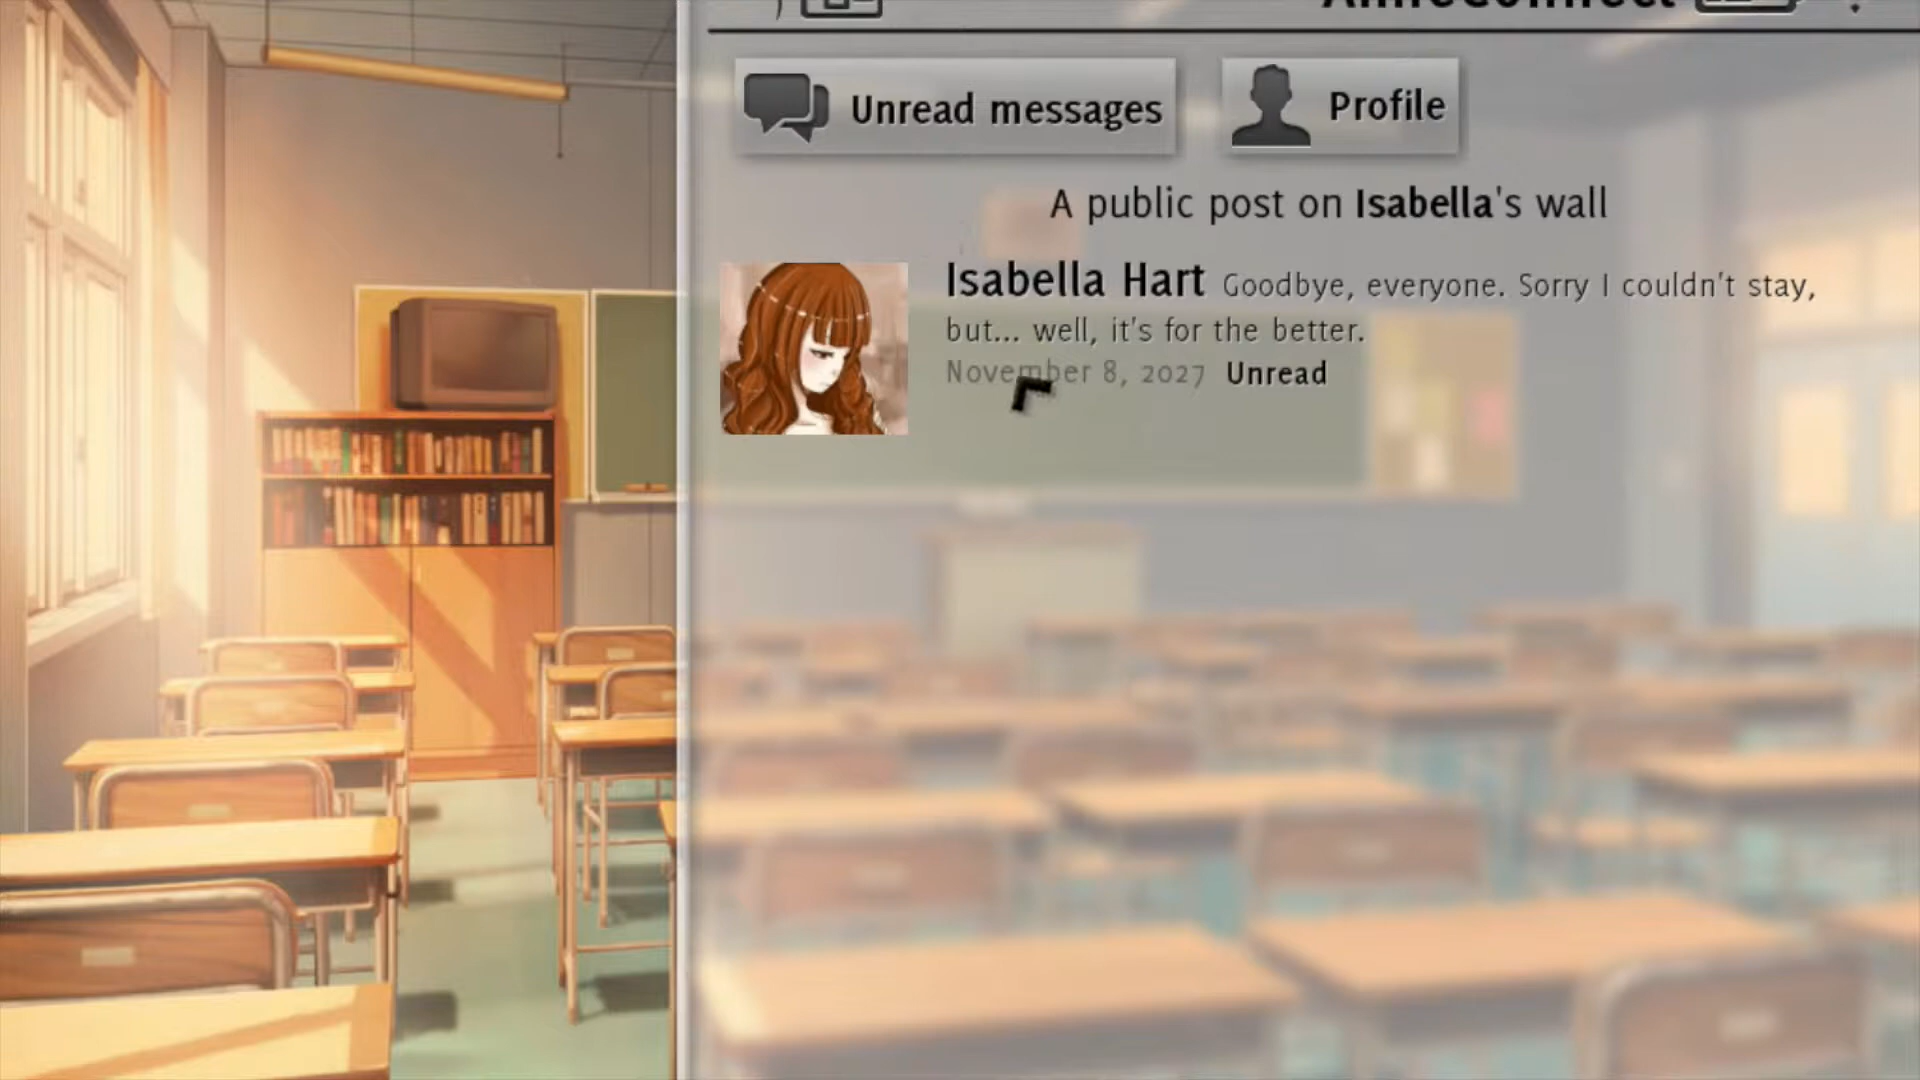 AmieConnect
Unread messages
Profile
A public post on Isabella's wall
Isabella Hart Goodbye, everyone. Sorry I couldn't stay,
but... well, it's for the better.
November 8, 2027 Unread